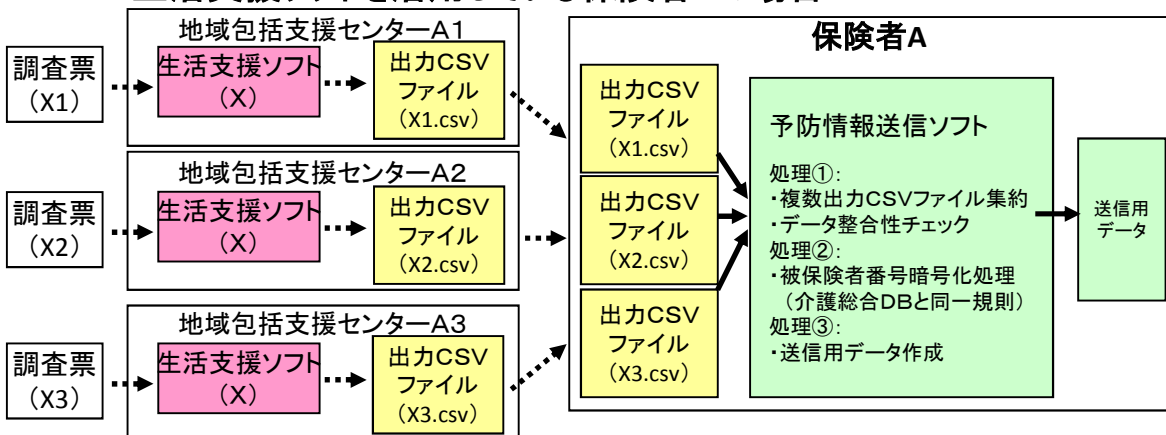 地域包括支援センターA1
調査票
(X1)
生活支援ソフト
(X)
出力CSV
ファイル
(X1.csv)
地域包括支援センターA2
調査票
(X2)
生活支援ソフト
(X)
出力CSV
ファイル
(X2.csv)
地域包括支援センターA3
調査票
(X3)
生活支援ソフト
(X)
出力CSV
ファイル
(X3.csv)
保険者A
出力CSV
ファイル
(X1.csv)
出力CSV
ファイル
(X2.csv)
出力CSV
ファイル
(X3.csv)
予防情報送信ソフト
処理①:
・複数出力CSVファイル集約
・データ整合性チェック
処理②:
・被保険者番号暗号化処理
(介護総合DBと同一規則)
処理③:
・送信用データ作成
送信用
データ